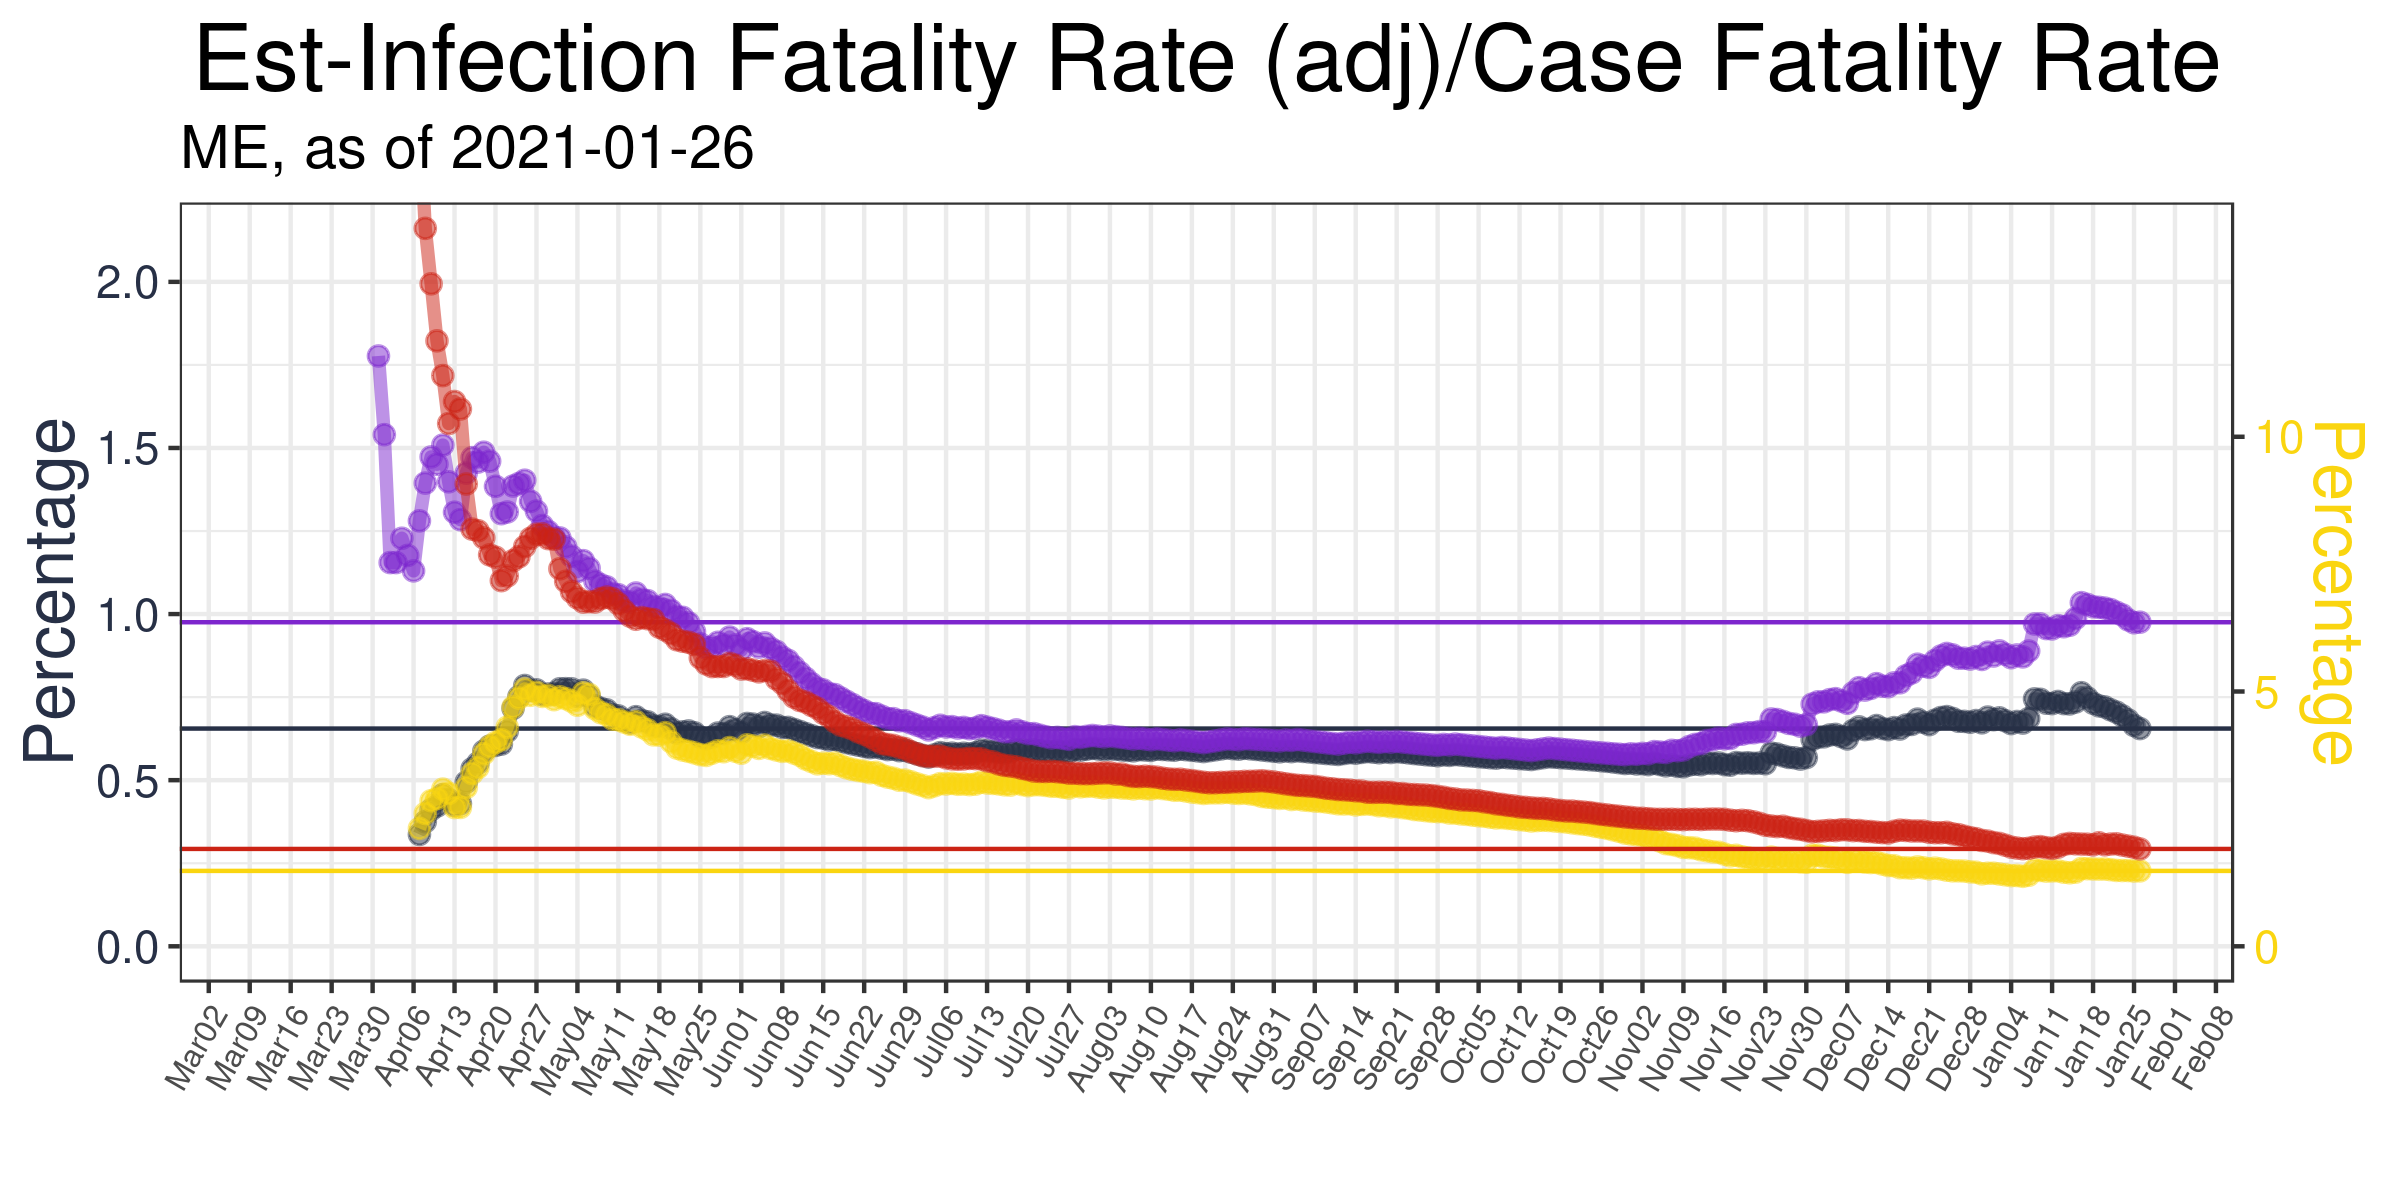 Est-Infection Fatality Rate (adj)/Case Fatality Rate
ME, as of 2021-01-26
Percentage
2.0
1.5
1.0
0.5
0.0
10
5
0
Percentage
Mar02
Mar09
Mar16
Mar23
Mar30
Apr06
Apr13
Apr20
Apr27
May04
May11
May18
May25
Jun01
Jun08
Jun15
Jun22
Jun29
Jul06
Jul13
Jul20
Jul27
Aug03
Aug10
Aug17
Aug24
Aug31
Sep07
Sep14
Sep21
Sep28
Oct05
Oct12
Oct19
Oct26
Nov02
Nov09
Nov16
Nov23
Nov30
Dec07
Dec14
Dec21
Dec28
Jan04
Jan11
Jan18
Jan25
Feb01
Feb08